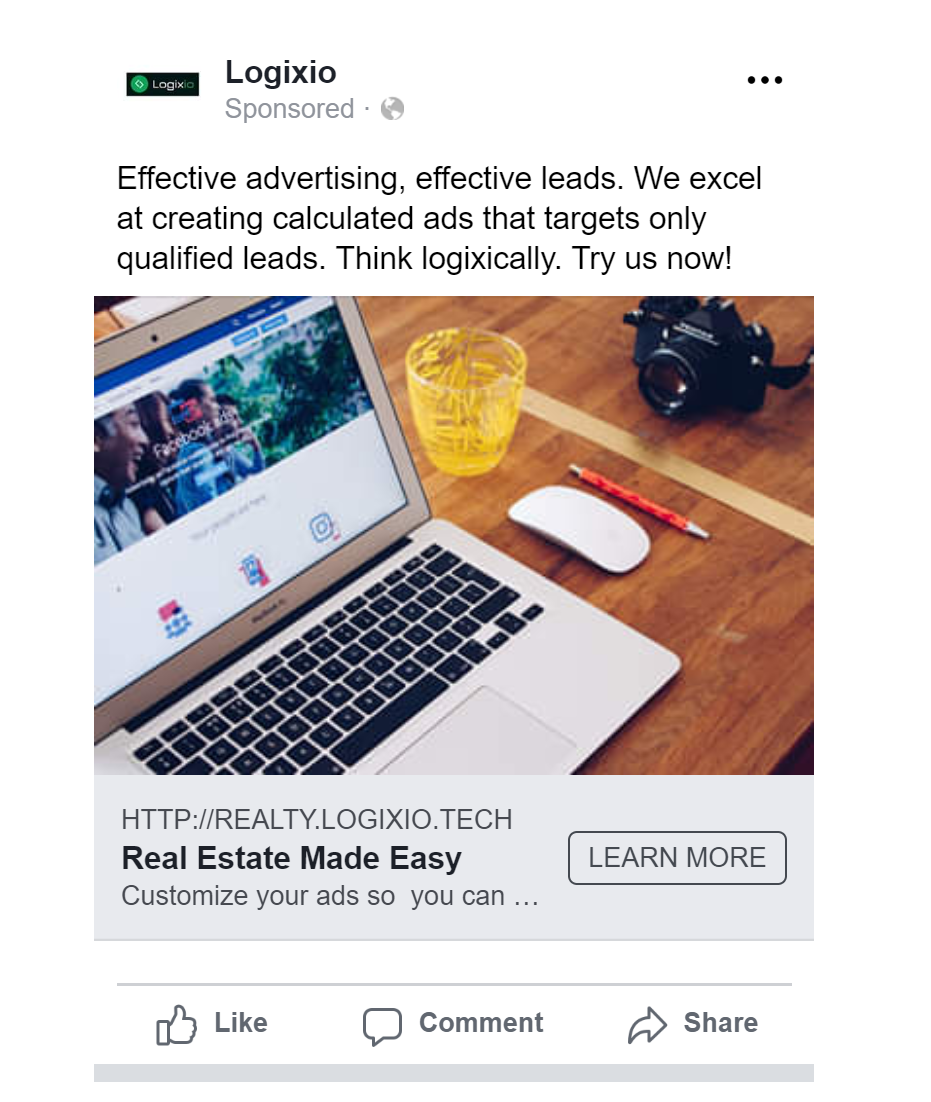 Logixio
Logixio
Sponsored ·
Effective advertising, effective leads. We excel
at creating calculated ads that targets only
qualified leads. Think logixically. Try us now!
Facebook ads
HTTP://REALTY.LOGIXIO.TECH
Real Estate Made Easy
Customize your ads so  you can ...
LEARN MORE
Like
Comment
Share